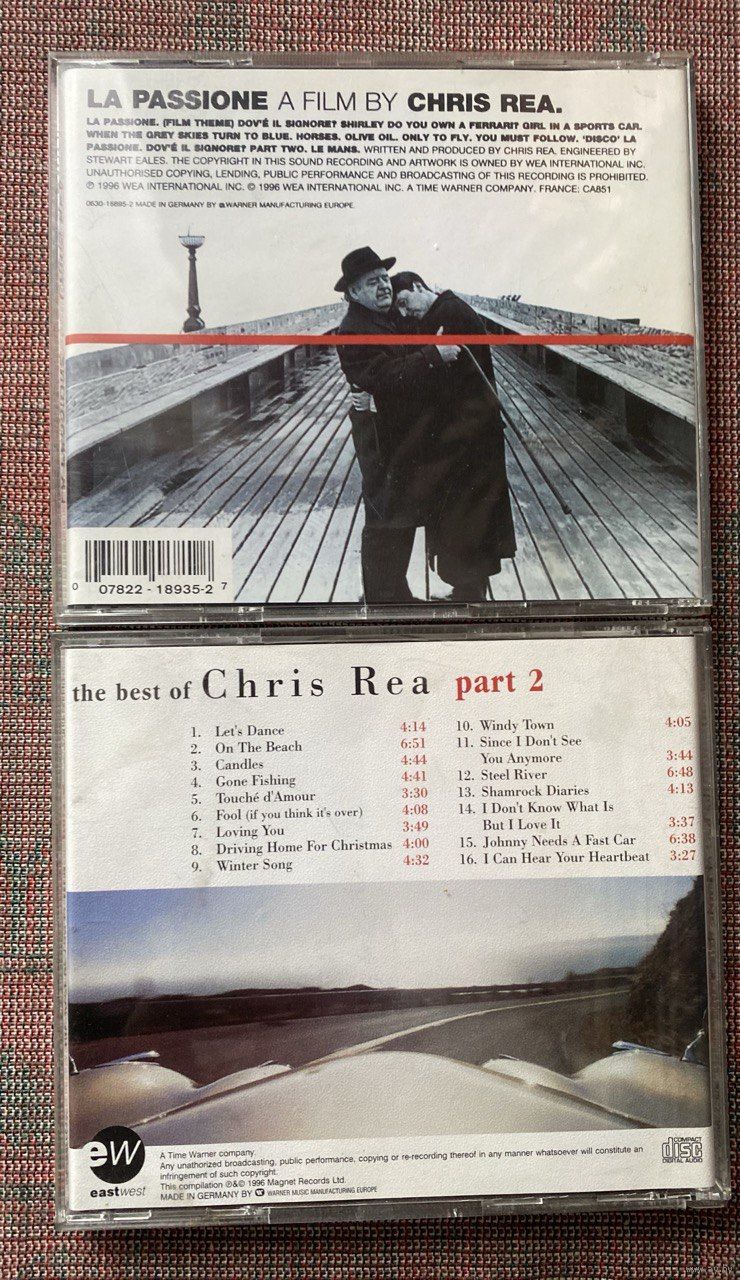 LA PASSIONE A FILM BY CHRIS REA.
LA PASSIONE. (FILM THEME) DOV'É IL SIGNORE? SHIRLEY DO YOU OWN A FERRARI? GIRL IN A SPORTS CAR.
WHEN THE GREY SKIES TURN TO BLUE. HORSES. OLIVE OIL. ONLY TO FLY. YOU MUST FOLLOW. 'DISCO' LA
PASSIONE. DOV'É IL SIGNORE? PART TWO. LE MANS. WRITTEN AND PRODUCED BY CHRIS REA. ENGINEERED BY
STEWART EALES. THE COPYRIGHT IN THIS SOUND RECORDING AND ARTWORK IS OWNED BY WEA INTERNATIONAL INC.
UNAUTHORISED COPYING, LENDING, PUBLIC PERFORMANCE AND BROADCASTING OF THIS RECORDING IS PROHIBITED.
℗ 1996 WEA INTERNATIONAL INC. © 1996 WEA INTERNATIONAL INC. A TIME WARNER COMPANY. FRANCE: CA851
0630-16695-2 MADE IN GERMANY BY WARNER MANUFACTURING EUROPE.
0 07822 - 18935-2 7
the best of Chris Rea part 2
1. Let's Dance 4:14
2. On The Beach 6:51
3. Candles 4:44
4. Gone Fishing 4:41
5. Touché d'Amour 3:30
6. Fool (if you think it's over) 4:08
7. Loving You 3:49
8. Driving Home For Christmas 4:00
9. Winter Song 4:32
10. Windy Town 4:05
11. Since I Don't See
You Anymore 3:44
12. Steel River 6:48
13. Shamrock Diaries 4:13
14. I Don't Know What Is
But I Love It 3:37
15. Johnny Needs A Fast Car 6:38
16. I Can Hear Your Heartbeat 3:27
ew
eastwest
A Time Warner company.
Any unathorized broadcasting, public performance, copying or re-recording thereof in any manner whatsoever will constitute an
infringement of such copyright.
This compilation ℗&© 1996 Magnet Records Ltd.
MADE IN GERMANY BY WARNER MUSIC MANUFACTURING EUROPE
COMPACT
disc
DIGITAL AUDIO